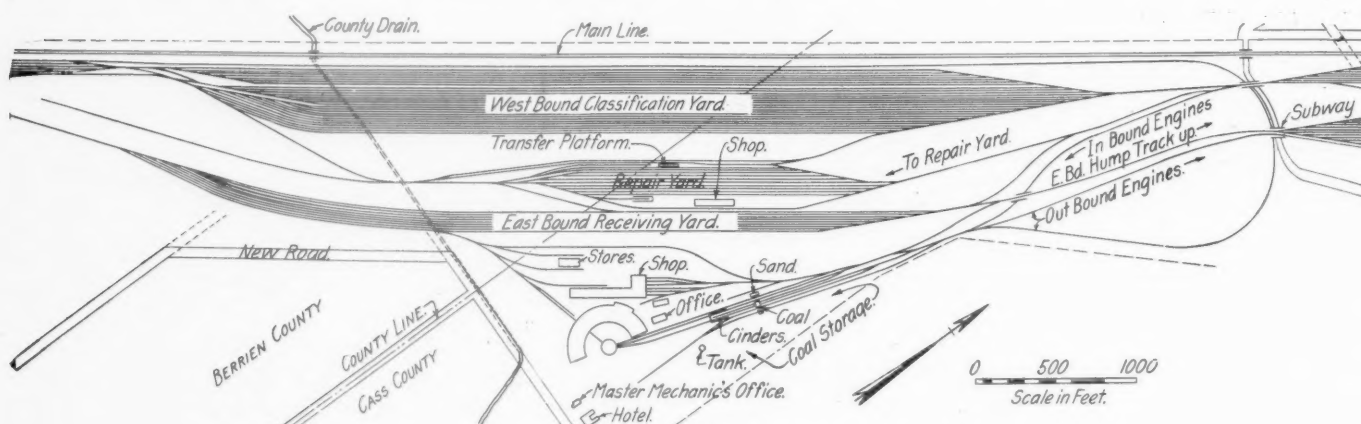 County Drain.
Main Line.
West Bound Classification Yard.
Subway
Transfer Platform.
Shop.
To Repair Yard.
In Bound Engines
E.Bd. Hump Track up.
Out Bound Engines.
Repair Yard.
East Bound Receiving Yard.
New Road.
Stores.
Shop.
Sand.
Office.
Coal
Cinders.
Coal Storage.
Tank.
BERRIEN COUNTY
COUNTY LINE.
CASS COUNTY
Master Mechanic's Office.
Hotel.
0 500 1000
Scale in Feet.